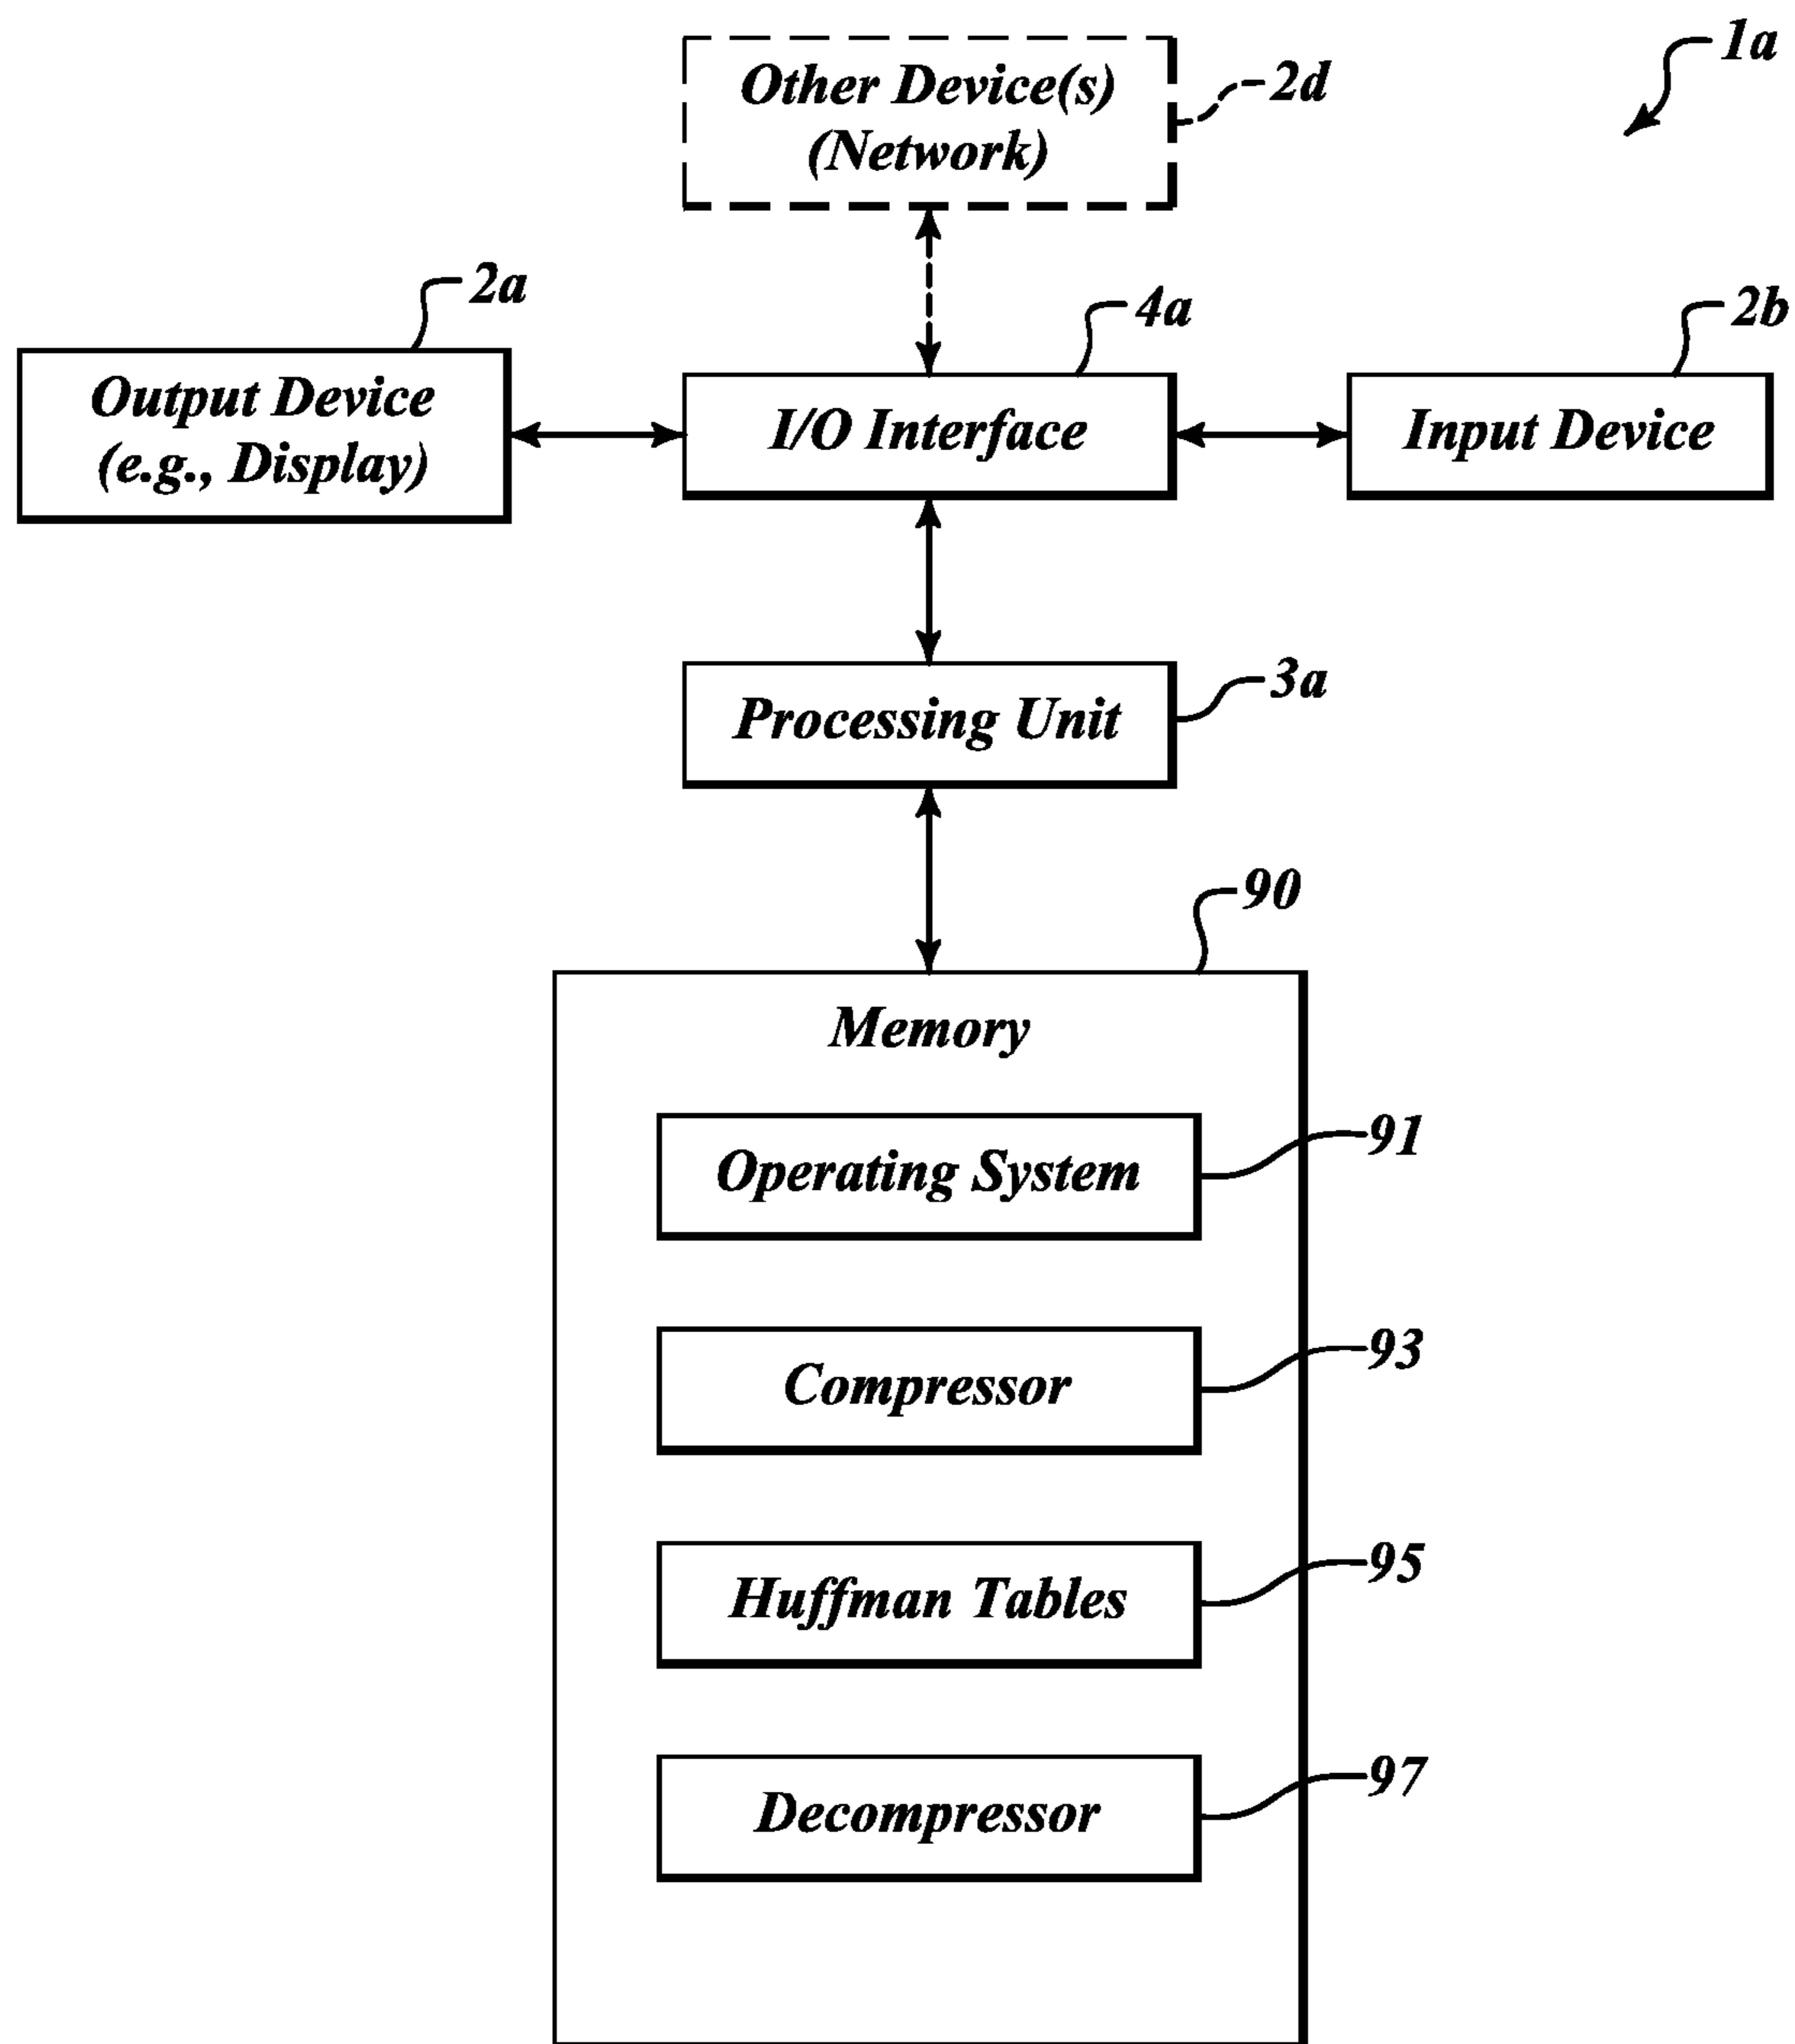 1a
Other Device(s)
(Network)
2d
2a
4a
2b
Output Device
(e.g., Display)
I/O Interface
Input Device
Processing Unit
3a
90
Memory
Operating System
91
Compressor
93
Huffman Tables
95
Decompressor
97